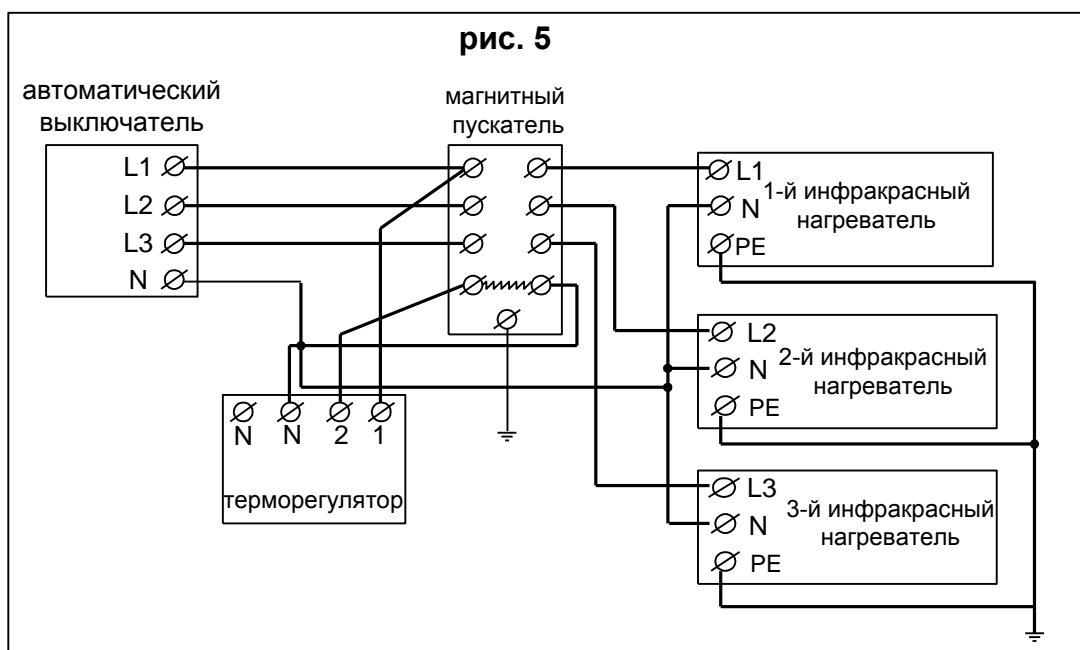 рис. 5
автоматический
выключатель
L1
L2
L3
N
магнитный
пускатель
L1
N
PE
1-й инфракрасный
нагреватель
L2
N
PE
2-й инфракрасный
нагреватель
L3
N
PE
3-й инфракрасный
нагреватель
N N 2 1
терморегулятор